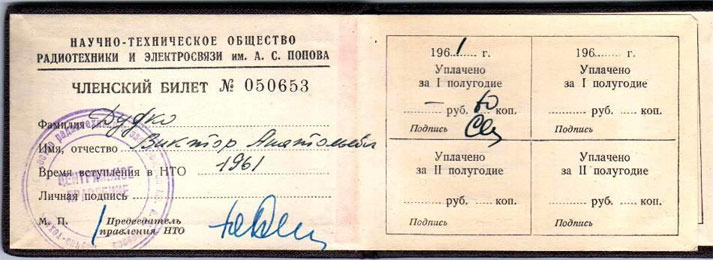 НАУЧНО-ТЕХНИЧЕСКОЕ ОБЩЕСТВО
РАДИОТЕХНИКИ И ЭЛЕКТРОСВЯЗИ им. А. С. ПОПОВА
ЧЛЕНСКИЙ БИЛЕТ № 050653
Фамилия Дудко
Имя, отчество Виктор Анатольевич
Время вступления в НТО 1961
Личная подпись
М. П. Председатель
правления НТО
ЦЕНТРАЛЬНОЕ
ПРАВЛЕНИЕ
1961 г.
Уплачено
за I полугодие
— руб. 60 коп.
Подпись
196 г.
Уплачено
за I полугодие
руб. коп.
Подпись
Уплачено
за II полугодие
руб. коп.
Подпись
Уплачено
за II полугодие
руб. коп.
Подпись